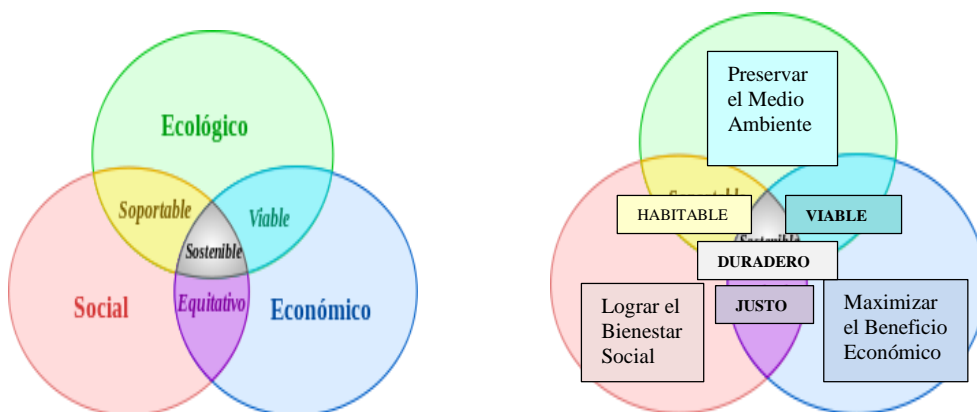 Ecológico
Soportable
Viable
Sostenible
Social
Equitativo
Económico
Preservar
el Medio
Ambiente
HABITABLE
VIABLE
DURADERO
JUSTO
Lograr el
Bienestar
Social
Maximizar
el Beneficio
Económico